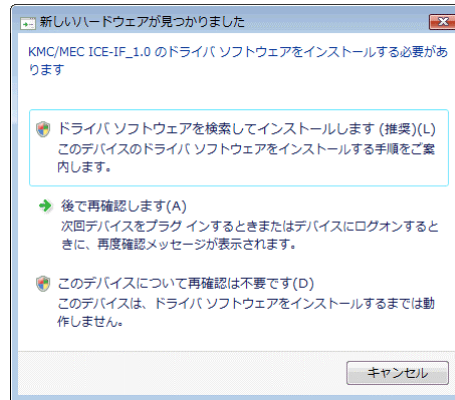 新しいハードウェアが見つかりました
KMC/MEC ICE-IF_1.0 のドライバ ソフトウェアをインストールする必要があ
ります
ドライバ ソフトウェアを検索してインストールします (推奨)(L)
このデバイスのドライバ ソフトウェアをインストールする手順をご案
内します。
後で再確認します(A)
次回デバイスをプラグ インするときまたはデバイスにログオンすると
きに、再度確認メッセージが表示されます。
このデバイスについて再確認は不要です(D)
このデバイスは、ドライバ ソフトウェアをインストールするまでは動
作しません。
キャンセル